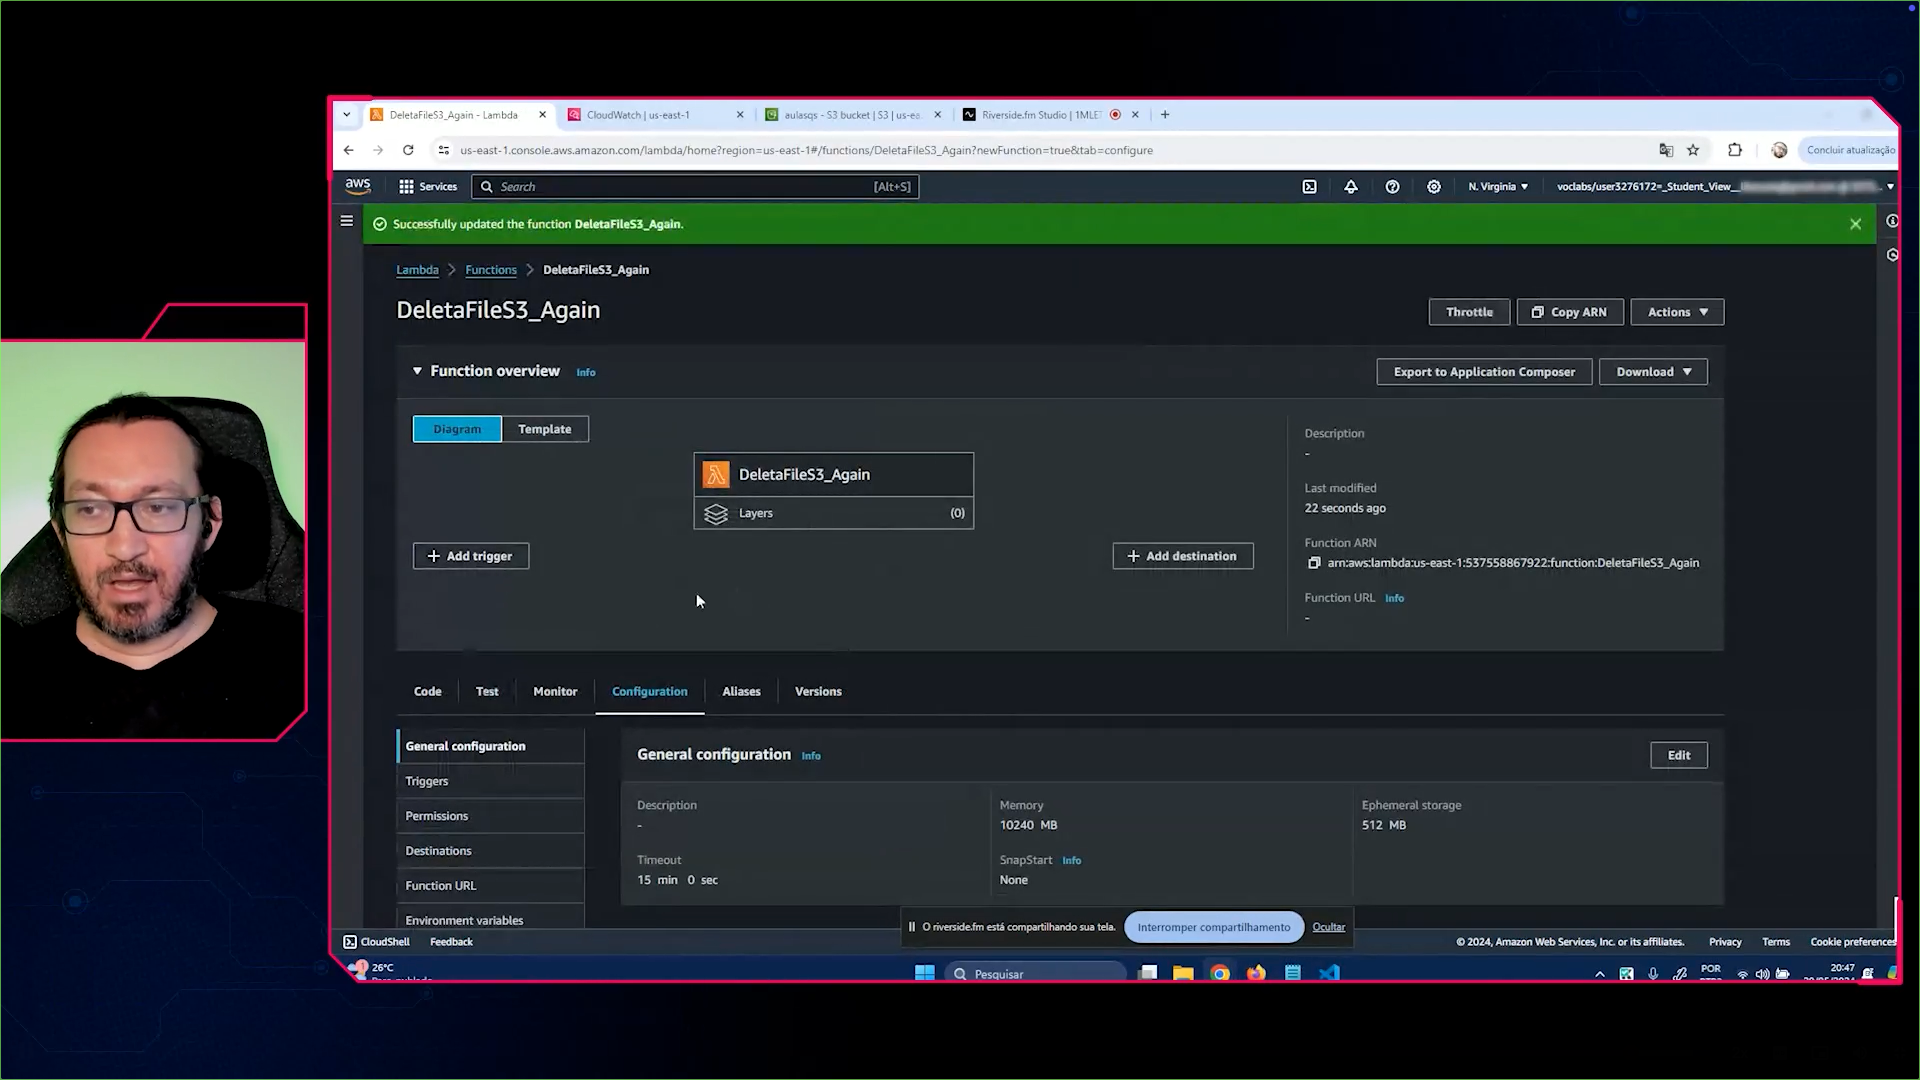 DeletaFileS3_Again - Lambda
CloudWatch | us-east-1
aulasqs - S3 bucket | S3 | us-ea
Riverside.fm Studio | 1MLE
us-east-1.console.aws.amazon.com/lambda/home?region=us-east-1#/functions/DeletaFileS3_Again?newFunction=true&tab=configure
Concluir atualização
aws
Services
Search
[Alt+S]
N. Virginia
voclabs/user3276172=_Student_View__
Successfully updated the function DeletaFileS3_Again.
Lambda
Functions
DeletaFileS3_Again
DeletaFileS3_Again
Throttle
Copy ARN
Actions
Function overview
Info
Export to Application Composer
Download
Diagram
Template
DeletaFileS3_Again
Layers
(0)
+ Add trigger
+ Add destination
Description
-
Last modified
22 seconds ago
Function ARN
arn:aws:lambda:us-east-1:537558867922:function:DeletaFileS3_Again
Function URL
Info
-
Code
Test
Monitor
Configuration
Aliases
Versions
General configuration
Triggers
Permissions
Destinations
Function URL
Environment variables
General configuration
Info
Edit
Description
-
Timeout
15 min 0 sec
Memory
10240 MB
SnapStart
Info
None
Ephemeral storage
512 MB
O riverside.fm está compartilhando sua tela.
Interromper compartilhamento
Ocultar
CloudShell
Feedback
© 2024, Amazon Web Services, Inc. or its affiliates.
Privacy
Terms
Cookie preferences
1
26°C
Pesquisar
POR
20:47